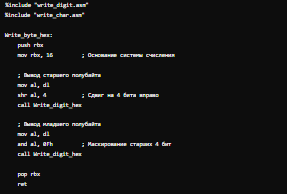 %include "write_digit.asm"
%include "write_char.asm"
Write_byte_hex:
push rbx
mov rbx, 16 ; Основание системы счисления
; Вывод старшего полубайта
mov al, dl
shr al, 4 ; Сдвиг на 4 бита вправо
call Write_digit_hex
; Вывод младшего полубайта
mov al, dl
and al, 0Fh ; Маскирование старших 4 бит
call Write_digit_hex
pop rbx
ret